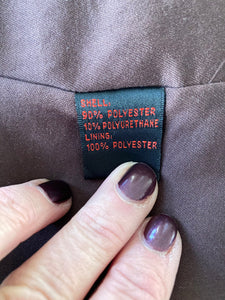 SHELL:
90% POLYESTER
10% POLYURETHANE
LINING:
100% POLYESTER